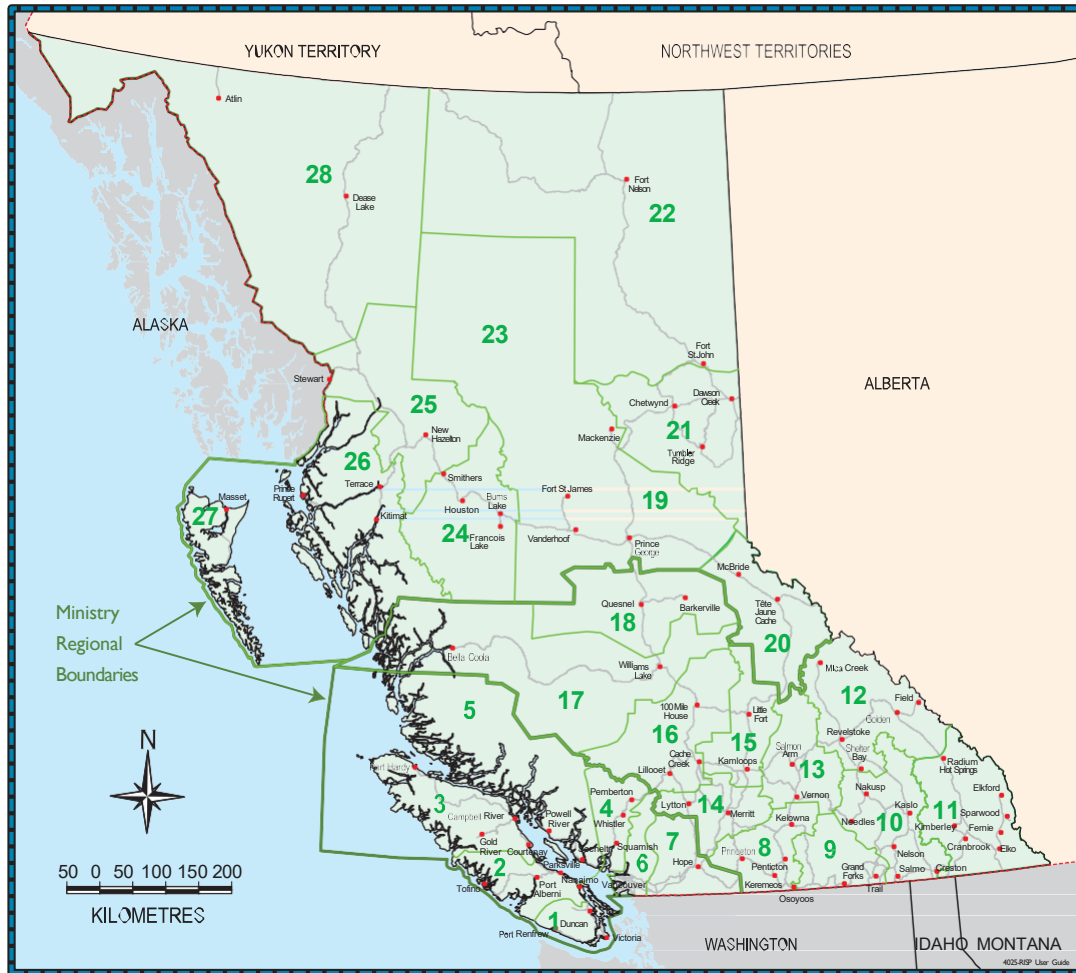 YUKON TERRITORY
NORTHWEST TERRITORIES
Atlin
28
Dease
Lake
Fort
Nelson
22
ALASKA
23
ALBERTA
Fort
St.John
Stewart
25
Chetwynd
Dawson
Creek
21
New
Hazelton
Mackenzie
Tumbler
Ridge
26
Smithers
Terrace
Prince
Rupert
Masset
27
Houston
Burns
Lake
Fort St James
19
Kitimat
24
Francois
Lake
Vanderhoof
Prince
George
McBride
Ministry
Regional
Boundaries
Quesnel
Barkerville
18
Tête
Jaune
Cache
20
Bella Coola
Williams
Lake
Mica Creek
12
17
5
100 Mile
House
Little
Fort
Field
Golden
16
15
Revelstoke
N
Port Hardy
Cache
Creek
Salmon
Arm
Shelter
Bay
Radium
Hot Springs
Lillooet
Kamloops
13
Pemberton
4
Lytton
14
Vernon
Nakusp
Elkford
3
Campbell River
Powell
River
Whistler
Merritt
Kelowna
Needles
Kaslo
10
11
Sparwood
Kimberley
Fernie
Gold
River
Courtenay
Sechelt
Squamish
7
Princeton
8
9
Cranbrook
Elko
Parksville
6
Hope
Penticton
Nelson
2
Tofino
Port
Alberni
Nanaimo
Vancouver
Keremeos
Grand
Forks
Trail
Salmo
Creston
Osoyoos
50 0 50 100 150 200
KILOMETRES
1
Duncan
Port Renfrew
Victoria
WASHINGTON
IDAHO
MONTANA
4025-RISP User Guide